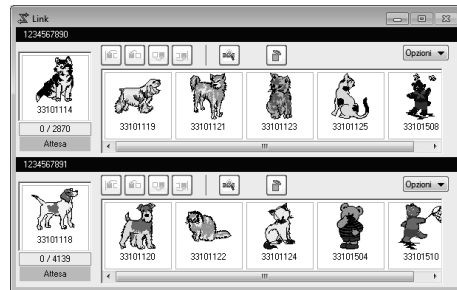 Link
1234567890
Opzioni
33101114
0 / 2870
Attesa
33101119
33101121
33101123
33101125
33101508
1234567891
Opzioni
33101118
0 / 4139
Attesa
33101120
33101122
33101124
33101504
33101510